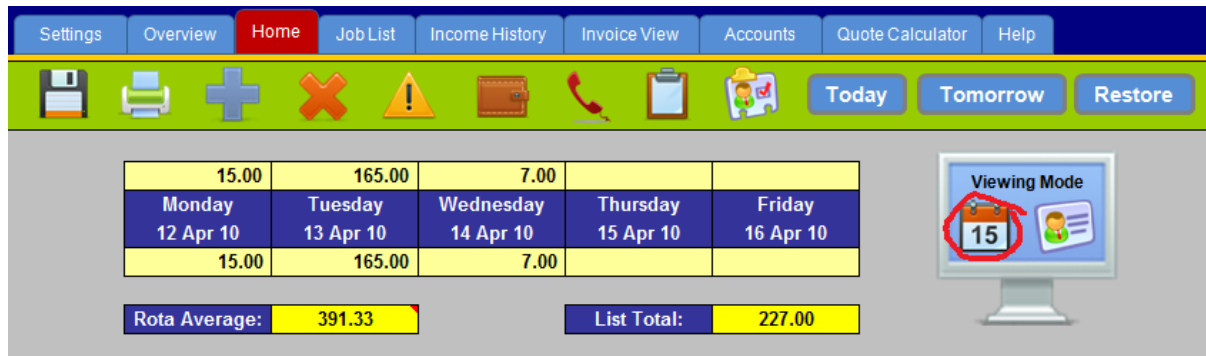 Settings Overview Home Job List Income History Invoice View Accounts Quote Calculator Help
Today Tomorrow Restore
15.00 165.00 7.00
Viewing Mode
Monday Tuesday Wednesday Thursday Friday
12 Apr 10 13 Apr 10 14 Apr 10 15 Apr 10 16 Apr 10
15
15.00 165.00 7.00
Rota Average: 391.33 List Total: 227.00